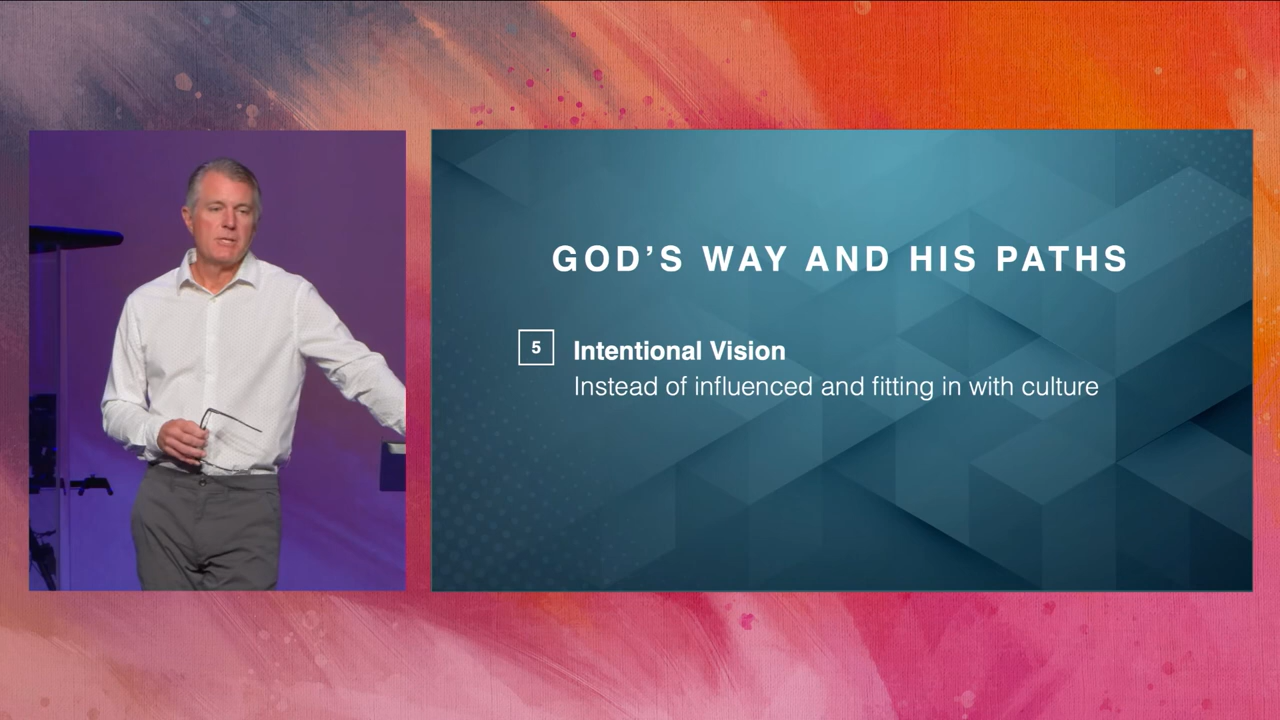 GOD’S WAY AND HIS PATHS
5 Intentional Vision
Instead of influenced and fitting in with culture